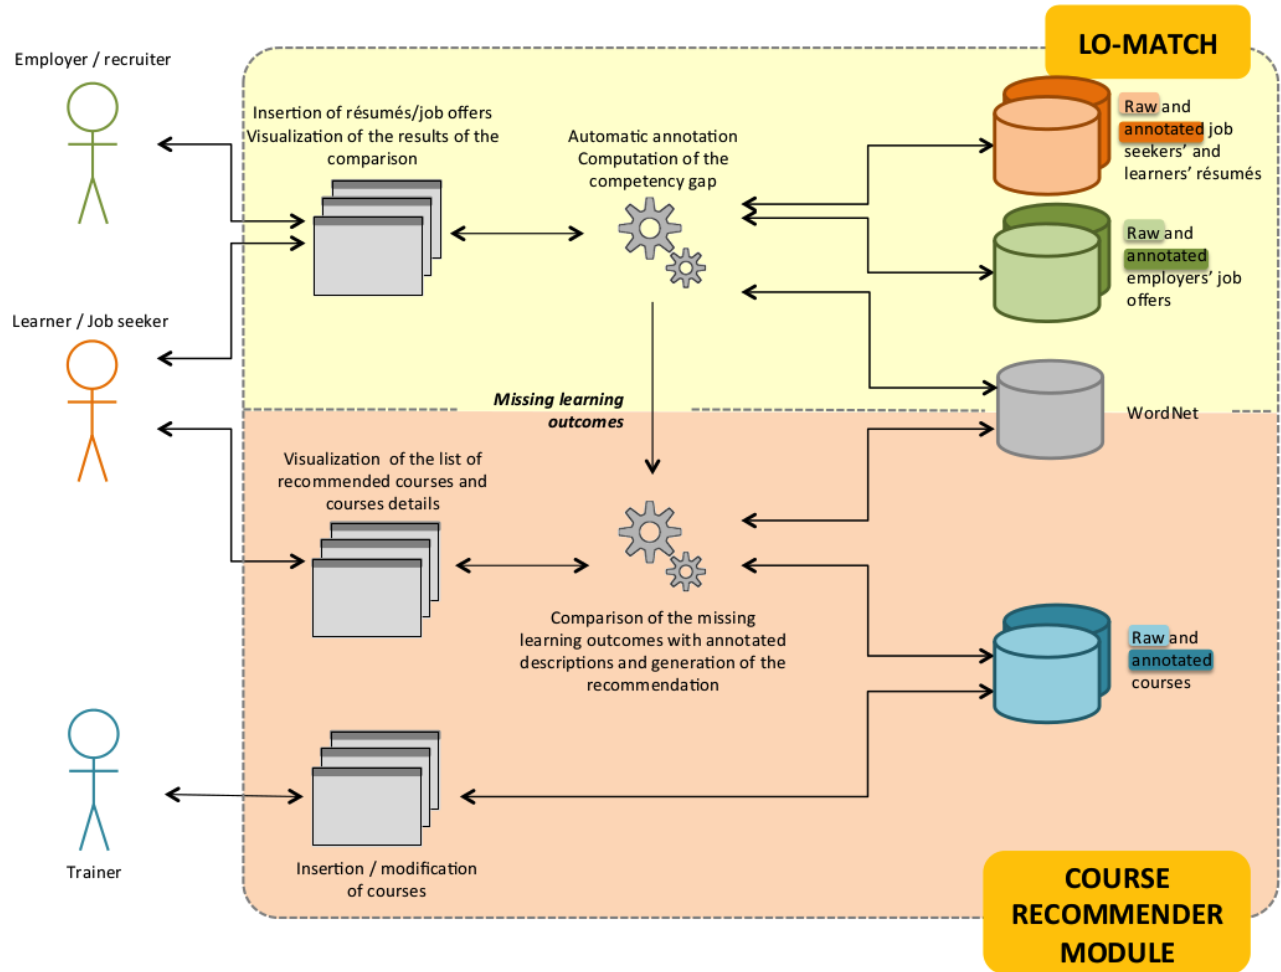 LO-MATCH
Employer / recruiter
Insertion of résumés/job offers
Visualization of the results of the
comparison
Automatic annotation
Computation of the
competency gap
Raw and
annotated job
seekers' and
learners' résumés
Raw and
annotated
employers' job
offers
Learner / Job seeker
Missing learning
outcomes
WordNet
Visualization of the list of
recommended courses and
courses details
Comparison of the missing
learning outcomes with annotated
descriptions and generation of the
recommendation
Raw and
annotated
courses
Trainer
Insertion / modification
of courses
COURSE
RECOMMENDER
MODULE